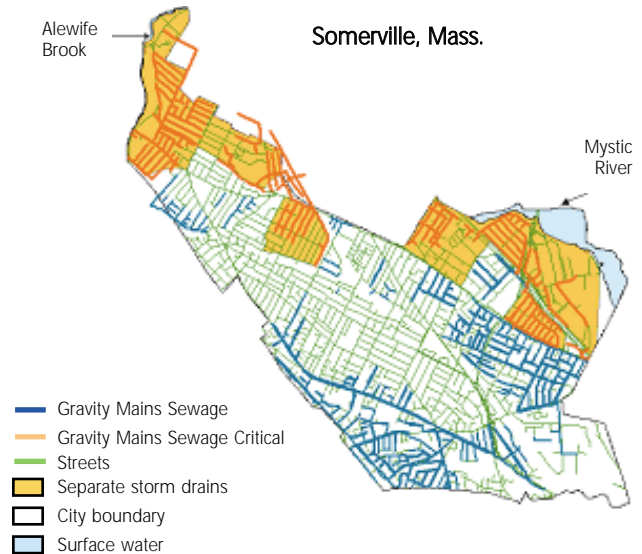 Alewife
Brook
Somerville, Mass.
Mystic
River
Gravity Mains Sewage
Gravity Mains Sewage Critical
Streets
Separate storm drains
City boundary
Surface water